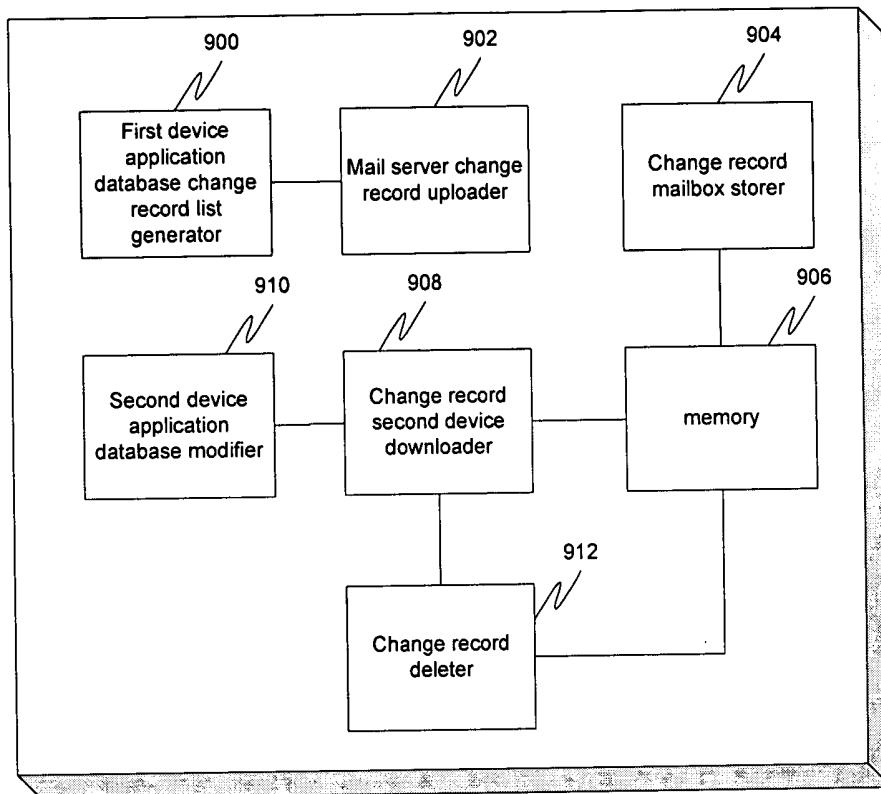 900
902
904
First device
application
database change
record list
generator
Mail server change
record uploader
Change record
mailbox storer
910
908
906
Second device
application
database modifier
Change record
second device
downloader
memory
912
Change record
deleter